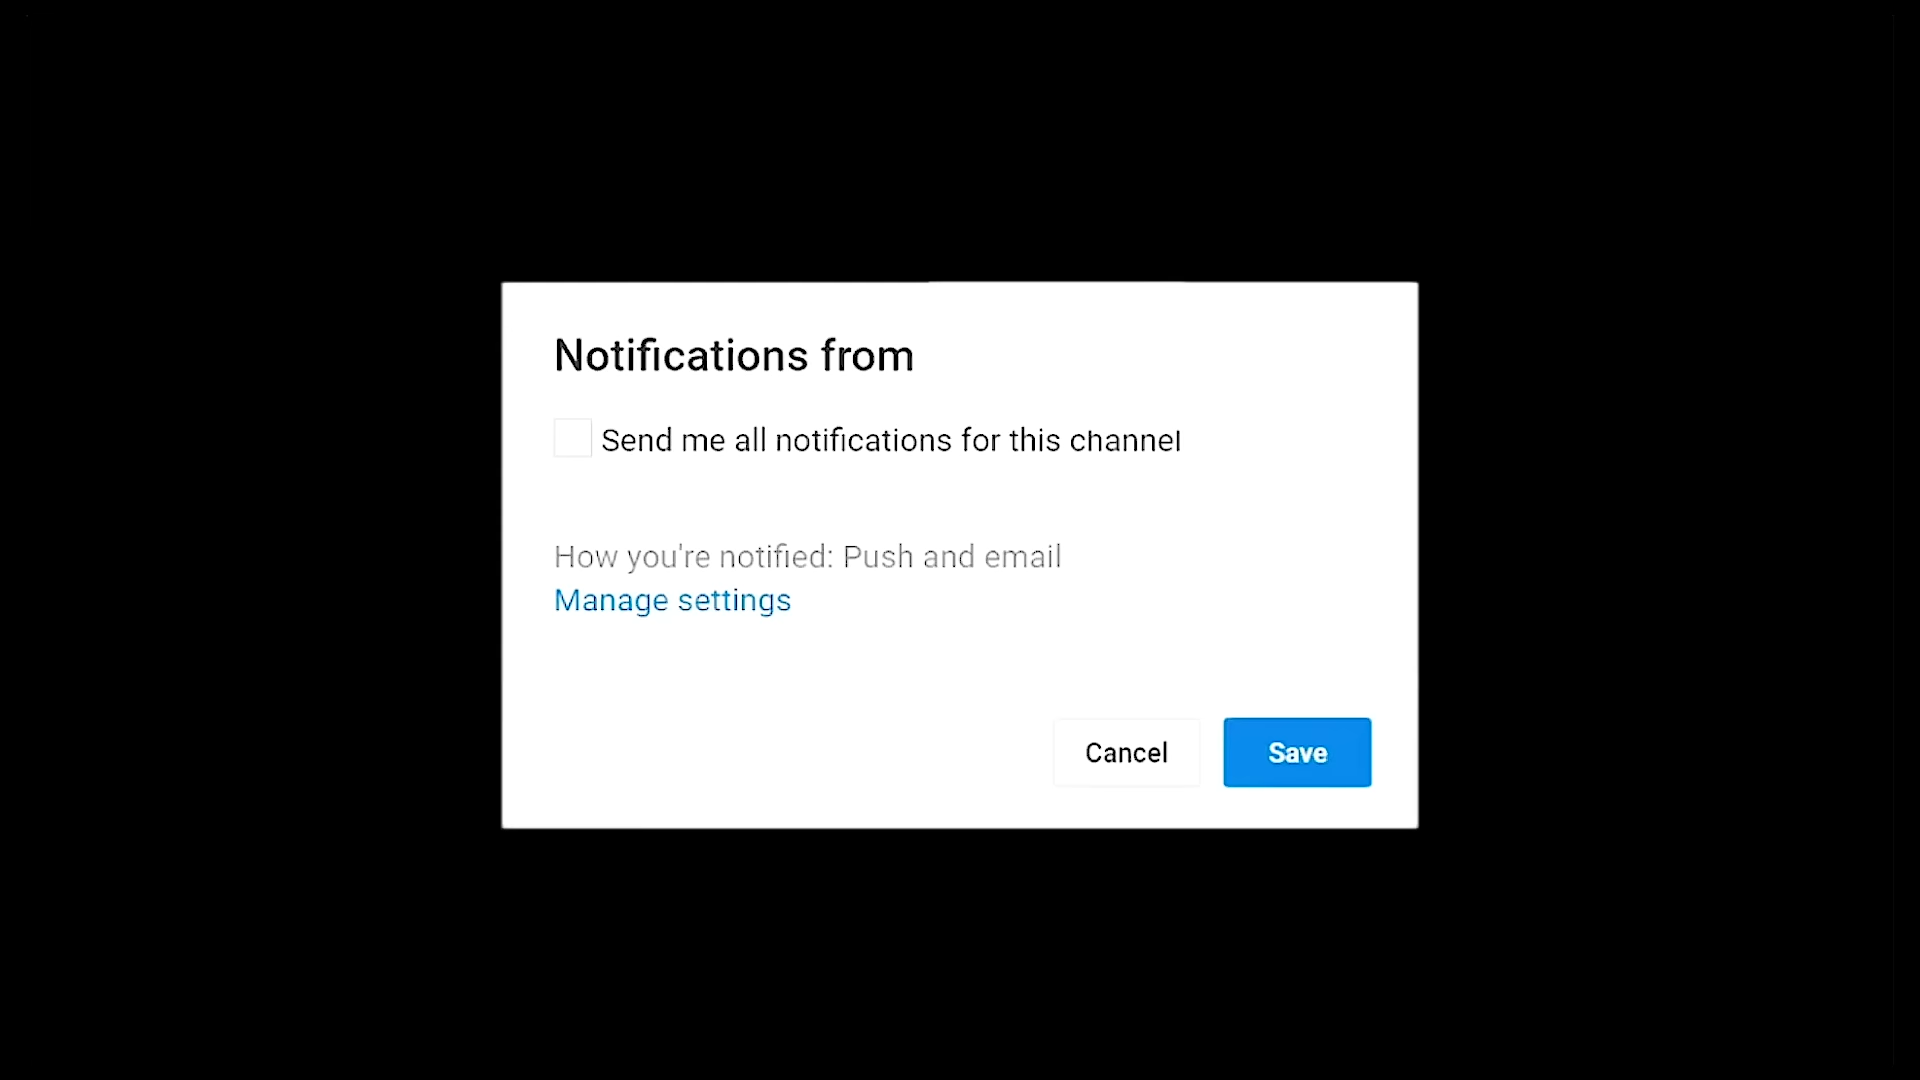 Notifications from
Send me all notifications for this channel
How you're notified: Push and email
Manage settings
Cancel Save